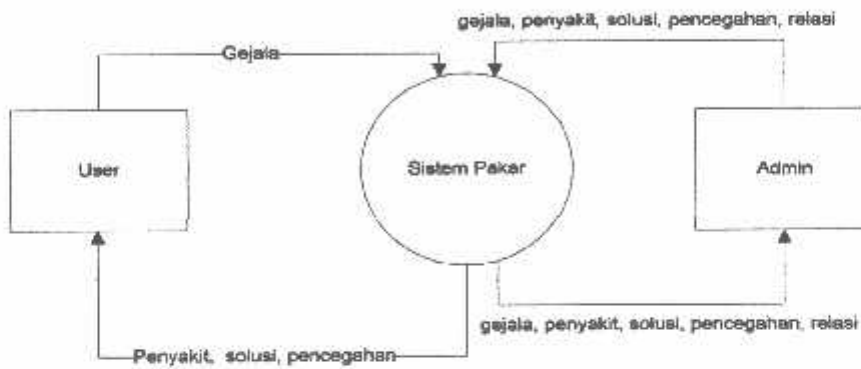 gejala, penyakit, solusi, pencegahan, relasi
Gejala
User
Sistem Pakar
Admin
gejala, penyakit, solusi, pencegahan, relasi
Penyakit, solusi, pencegahan